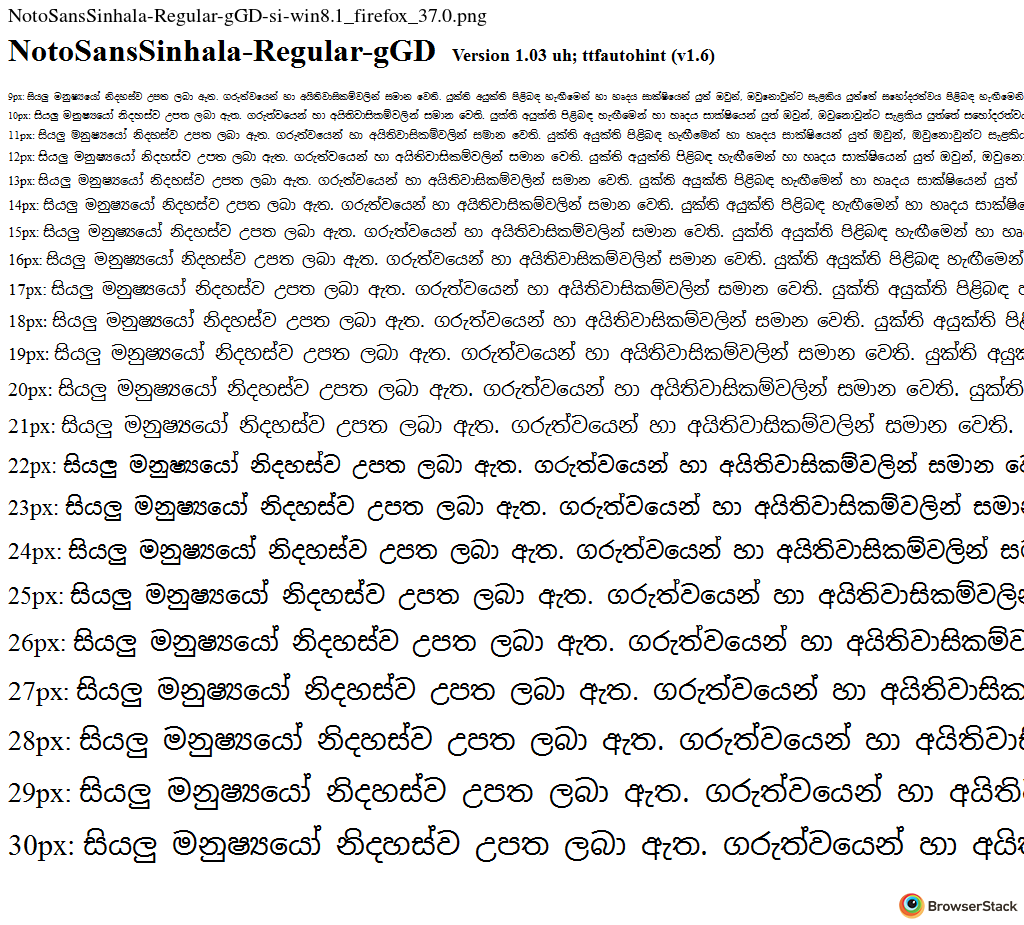 NotoSansSinhala-Regular-gGD-si-win8.1_firefox_37.0.png
NotoSansSinhala-Regular-gGD Version 1.03 uh; ttfautohint (v1.6)
9px: සියලු මනුෂ්‍යයෝ නිදහස්ව උපත ලබා ඇත. ගරුත්වයෙන් හා අයිතිවාසිකම්වලින් සමාන වෙති. යුක්ති අයුක්ති පිළිබඳ හැඟීමෙන් හා හෘදය සාක්ෂියෙන් යුත් ඔවුන්, ඔවුනොවුන්ට සැළකිය යුත්තේ සහෝදරත්වය පිළිබඳ
10px: සියලු මනුෂ්‍යයෝ නිදහස්ව උපත ලබා ඇත. ගරුත්වයෙන් හා අයිතිවාසිකම්වලින් සමාන වෙති. යුක්ති අයුක්ති පිළිබඳ හැඟීමෙන් හා හෘදය සාක්ෂියෙන් යුත් ඔවුන්, ඔවුනොවුන්ට සැළකිය යුත්තේ
11px: සියලු මනුෂ්‍යයෝ නිදහස්ව උපත ලබා ඇත. ගරුත්වයෙන් හා අයිතිවාසිකම්වලින් සමාන වෙති. යුක්ති අයුක්ති පිළිබඳ හැඟීමෙන් හා හෘදය සාක්ෂියෙන් යුත් ඔවුන්, ඔවුනොවුන්ට
12px: සියලු මනුෂ්‍යයෝ නිදහස්ව උපත ලබා ඇත. ගරුත්වයෙන් හා අයිතිවාසිකම්වලින් සමාන වෙති. යුක්ති අයුක්ති පිළිබඳ හැඟීමෙන් හා හෘදය සාක්ෂියෙන් යුත් ඔවුන්,
13px: සියලු මනුෂ්‍යයෝ නිදහස්ව උපත ලබා ඇත. ගරුත්වයෙන් හා අයිතිවාසිකම්වලින් සමාන වෙති. යුක්ති අයුක්ති පිළිබඳ හැඟීමෙන් හා හෘදය සාක්ෂියෙන් යුත්
14px: සියලු මනුෂ්‍යයෝ නිදහස්ව උපත ලබා ඇත. ගරුත්වයෙන් හා අයිතිවාසිකම්වලින් සමාන වෙති. යුක්ති අයුක්ති පිළිබඳ හැඟීමෙන් හා හෘදය
15px: සියලු මනුෂ්‍යයෝ නිදහස්ව උපත ලබා ඇත. ගරුත්වයෙන් හා අයිතිවාසිකම්වලින් සමාන වෙති. යුක්ති අයුක්ති පිළිබඳ හැඟීමෙන් හා
16px: සියලු මනුෂ්‍යයෝ නිදහස්ව උපත ලබා ඇත. ගරුත්වයෙන් හා අයිතිවාසිකම්වලින් සමාන වෙති. යුක්ති අයුක්ති පිළිබඳ හැඟීමෙන්
17px: සියලු මනුෂ්‍යයෝ නිදහස්ව උපත ලබා ඇත. ගරුත්වයෙන් හා අයිතිවාසිකම්වලින් සමාන වෙති. යුක්ති අයුක්ති පිළිබඳ
18px: සියලු මනුෂ්‍යයෝ නිදහස්ව උපත ලබා ඇත. ගරුත්වයෙන් හා අයිතිවාසිකම්වලින් සමාන වෙති. යුක්ති අයුක්ති
19px: සියලු මනුෂ්‍යයෝ නිදහස්ව උපත ලබා ඇත. ගරුත්වයෙන් හා අයිතිවාසිකම්වලින් සමාන වෙති. යුක්ති
20px: සියලු මනුෂ්‍යයෝ නිදහස්ව උපත ලබා ඇත. ගරුත්වයෙන් හා අයිතිවාසිකම්වලින් සමාන වෙති. යුක්ති
21px: සියලු මනුෂ්‍යයෝ නිදහස්ව උපත ලබා ඇත. ගරුත්වයෙන් හා අයිතිවාසිකම්වලින් සමාන වෙති.
22px: සියලු මනුෂ්‍යයෝ නිදහස්ව උපත ලබා ඇත. ගරුත්වයෙන් හා අයිතිවාසිකම්වලින් සමාන
23px: සියලු මනුෂ්‍යයෝ නිදහස්ව උපත ලබා ඇත. ගරුත්වයෙන් හා අයිතිවාසිකම්වලින් සමාන
24px: සියලු මනුෂ්‍යයෝ නිදහස්ව උපත ලබා ඇත. ගරුත්වයෙන් හා අයිතිවාසිකම්වලින්
25px: සියලු මනුෂ්‍යයෝ නිදහස්ව උපත ලබා ඇත. ගරුත්වයෙන් හා අයිතිවාසිකම්වලින්
26px: සියලු මනුෂ්‍යයෝ නිදහස්ව උපත ලබා ඇත. ගරුත්වයෙන් හා අයිතිවාසිකම්ව
27px: සියලු මනුෂ්‍යයෝ නිදහස්ව උපත ලබා ඇත. ගරුත්වයෙන් හා අයිතිවාසික
28px: සියලු මනුෂ්‍යයෝ නිදහස්ව උපත ලබා ඇත. ගරුත්වයෙන් හා අයිතිවා
29px: සියලු මනුෂ්‍යයෝ නිදහස්ව උපත ලබා ඇත. ගරුත්වයෙන් හා අයිති
30px: සියලු මනුෂ්‍යයෝ නිදහස්ව උපත ලබා ඇත. ගරුත්වයෙන් හා අයි
BrowserStack